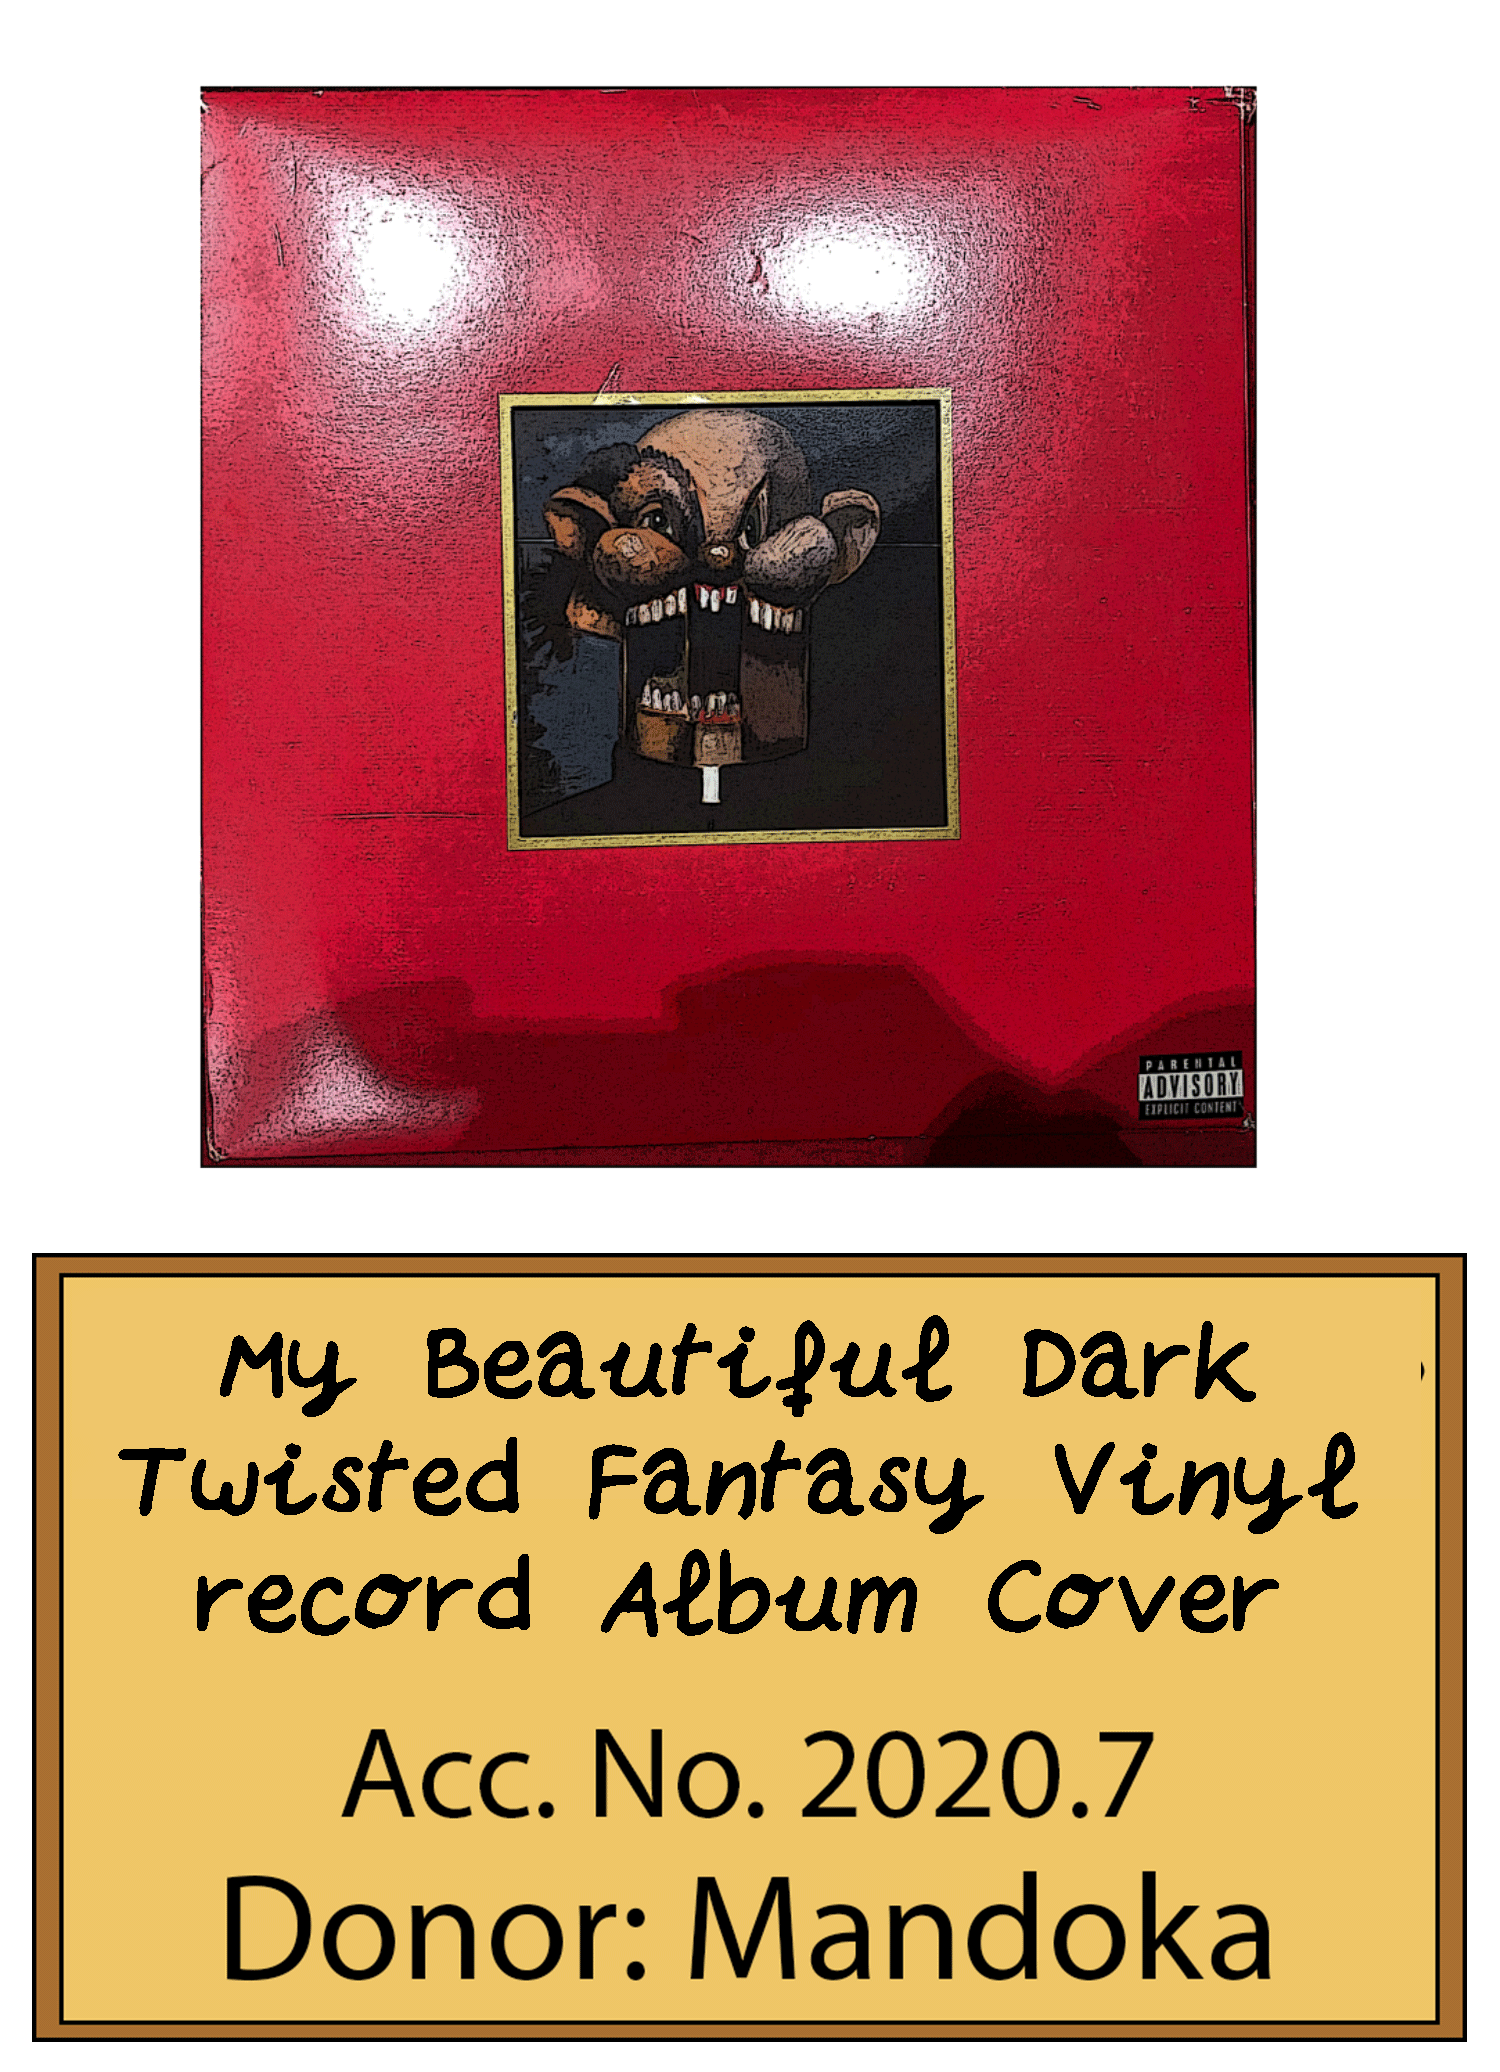 PARENTAL
ADVISORY
EXPLICIT CONTENT
My Beautiful Dark
Twisted Fantasy Vinyl
record Album Cover
Acc. No. 2020.7
Donor: Mandoka